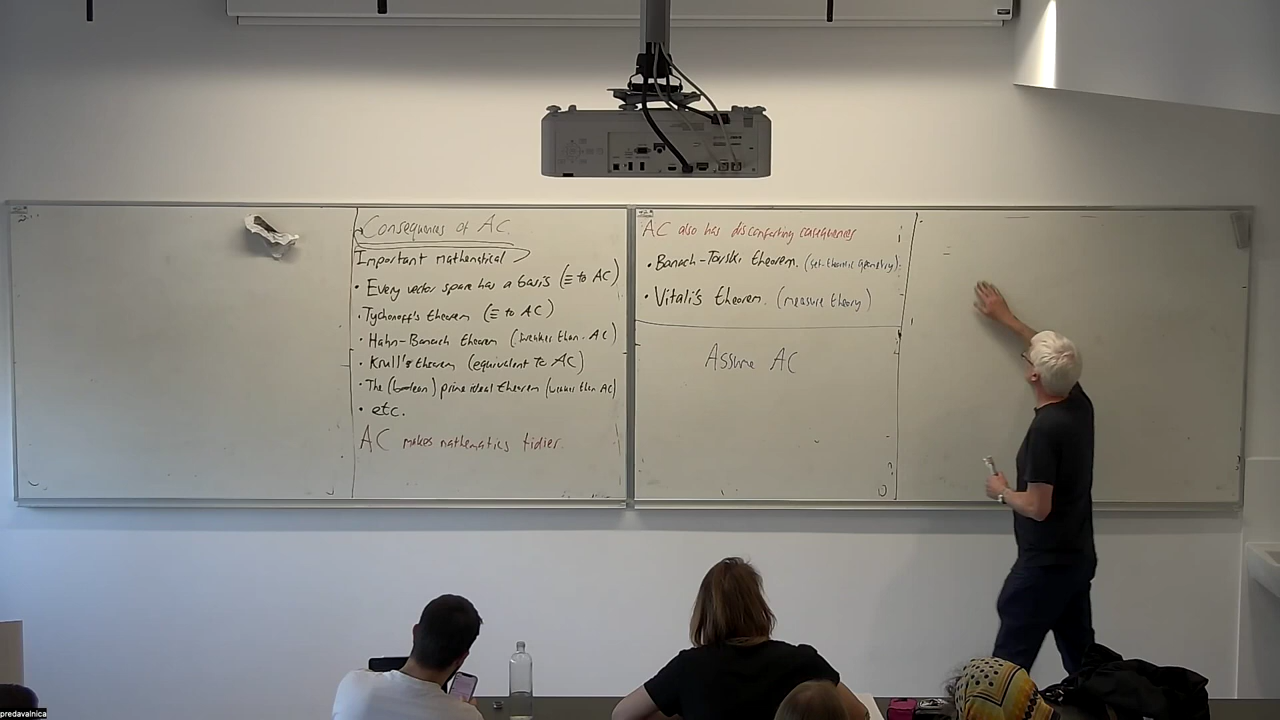 Consequences of AC.
Important mathematical
• Every vector space has a basis (≡ to AC)
• Tychonoff's theorem (≡ to AC)
• Hahn-Banach theorem (weaker than AC)
• Krull's theorem (equivalent to AC)
• The (boolean) prime ideal theorem (weaker than AC)
• etc.
AC makes mathematics tidier.
AC also has discomforting consequences
• Banach-Tarski theorem. (set-theoretic geometry).
• Vitali's theorem. (measure theory)
Assume AC
predavalnica